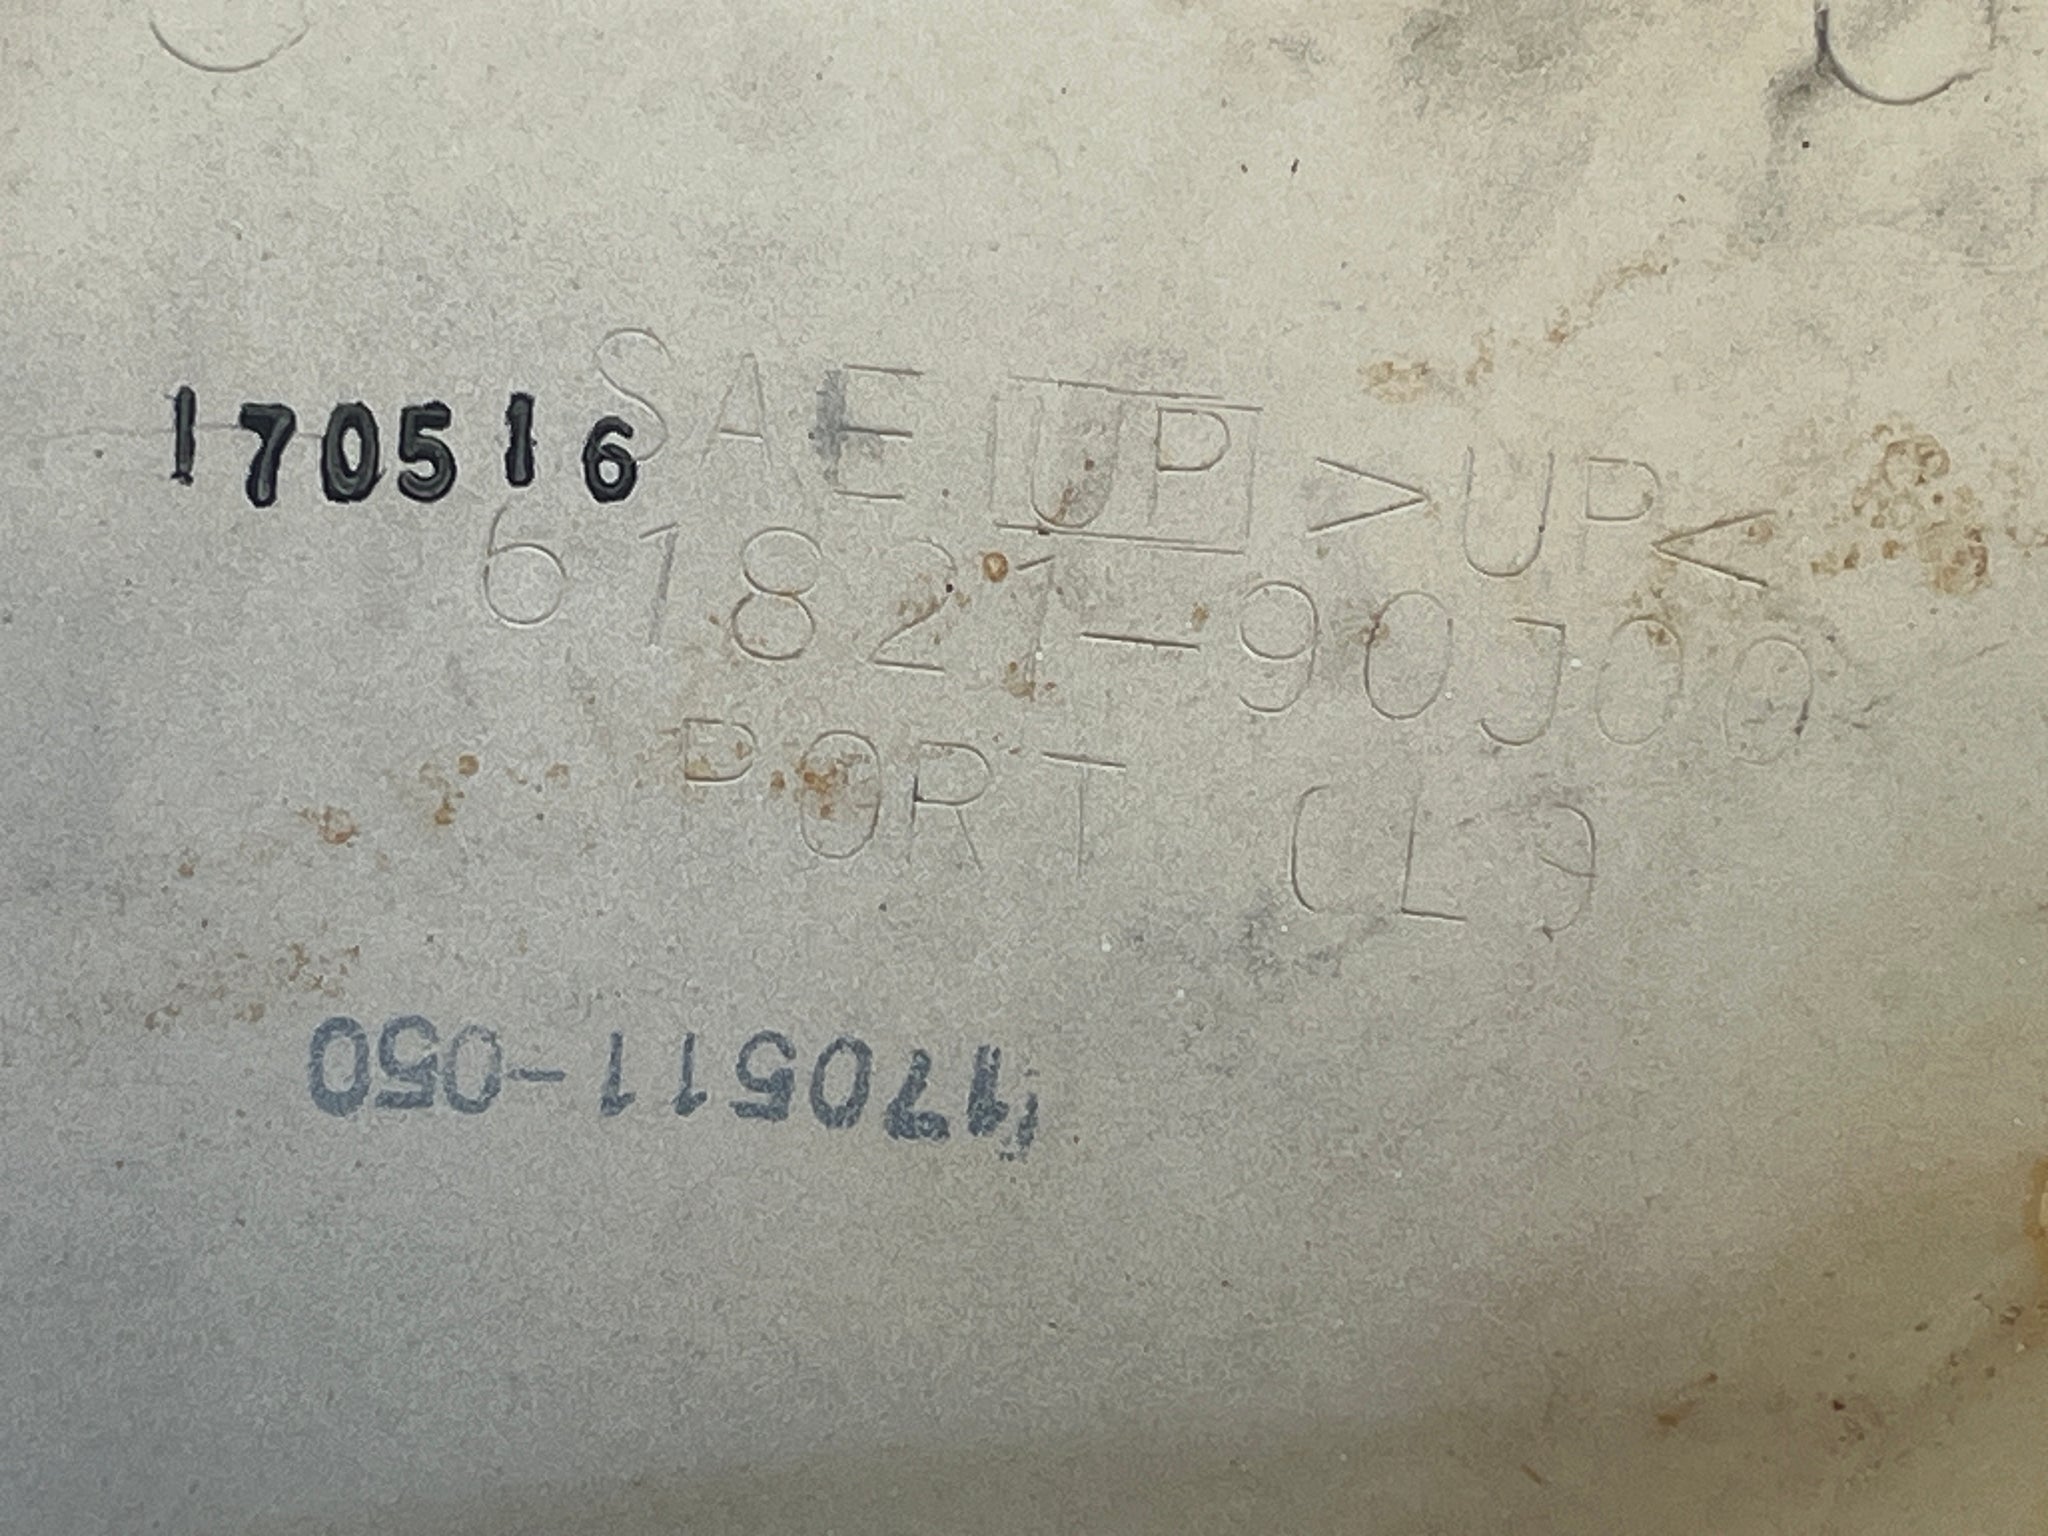 170516
SAE UP >UP<
61821-90J00
PORT CL9
170511-050